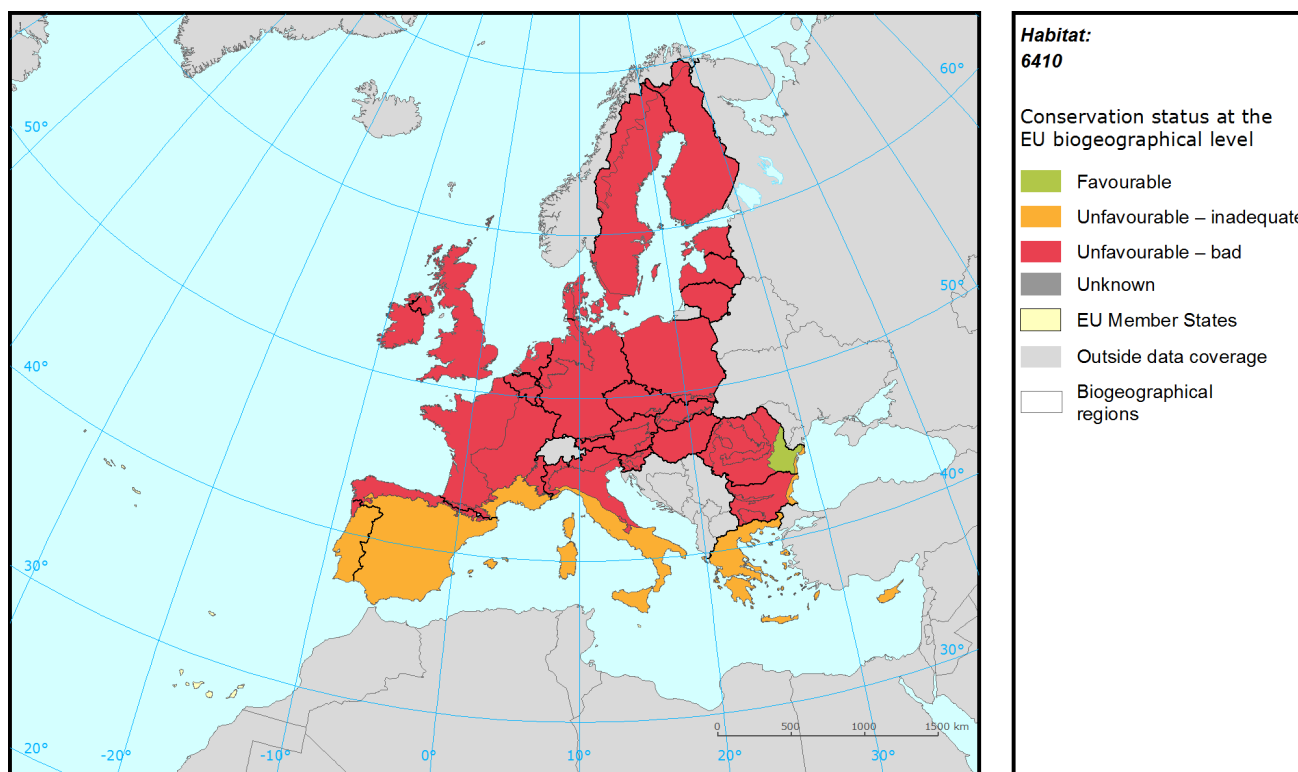 60°
50°
50°
40°
40°
30°
30°
0 500 1000 1500 km
20° -20° -10° 0° 10° 20° 30°
Habitat:
6410
Conservation status at the
EU biogeographical level
Favourable
Unfavourable – inadequate
Unfavourable – bad
Unknown
EU Member States
Outside data coverage
Biogeographical
regions